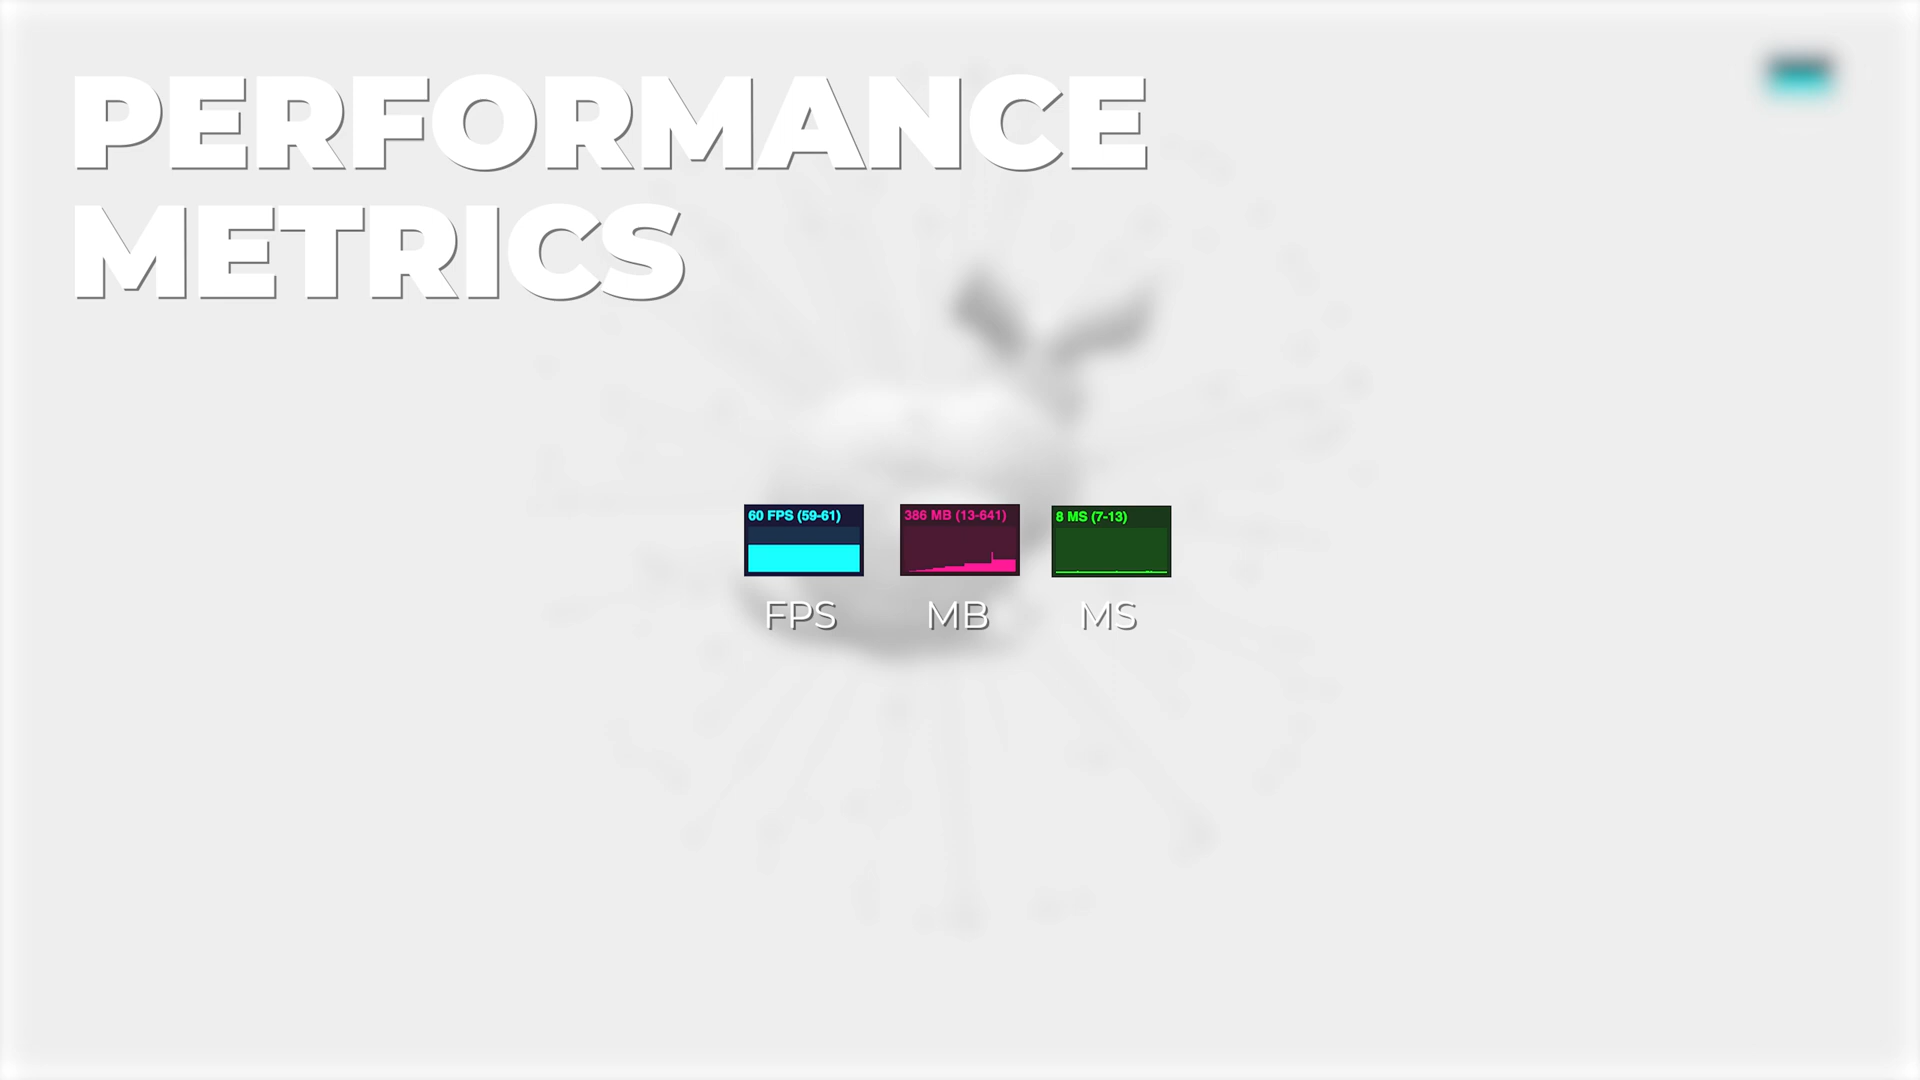 PERFORMANCE
METRICS
60 FPS (59-61)
386 MB (13-641)
8 MS (7-13)
FPS
MB
MS